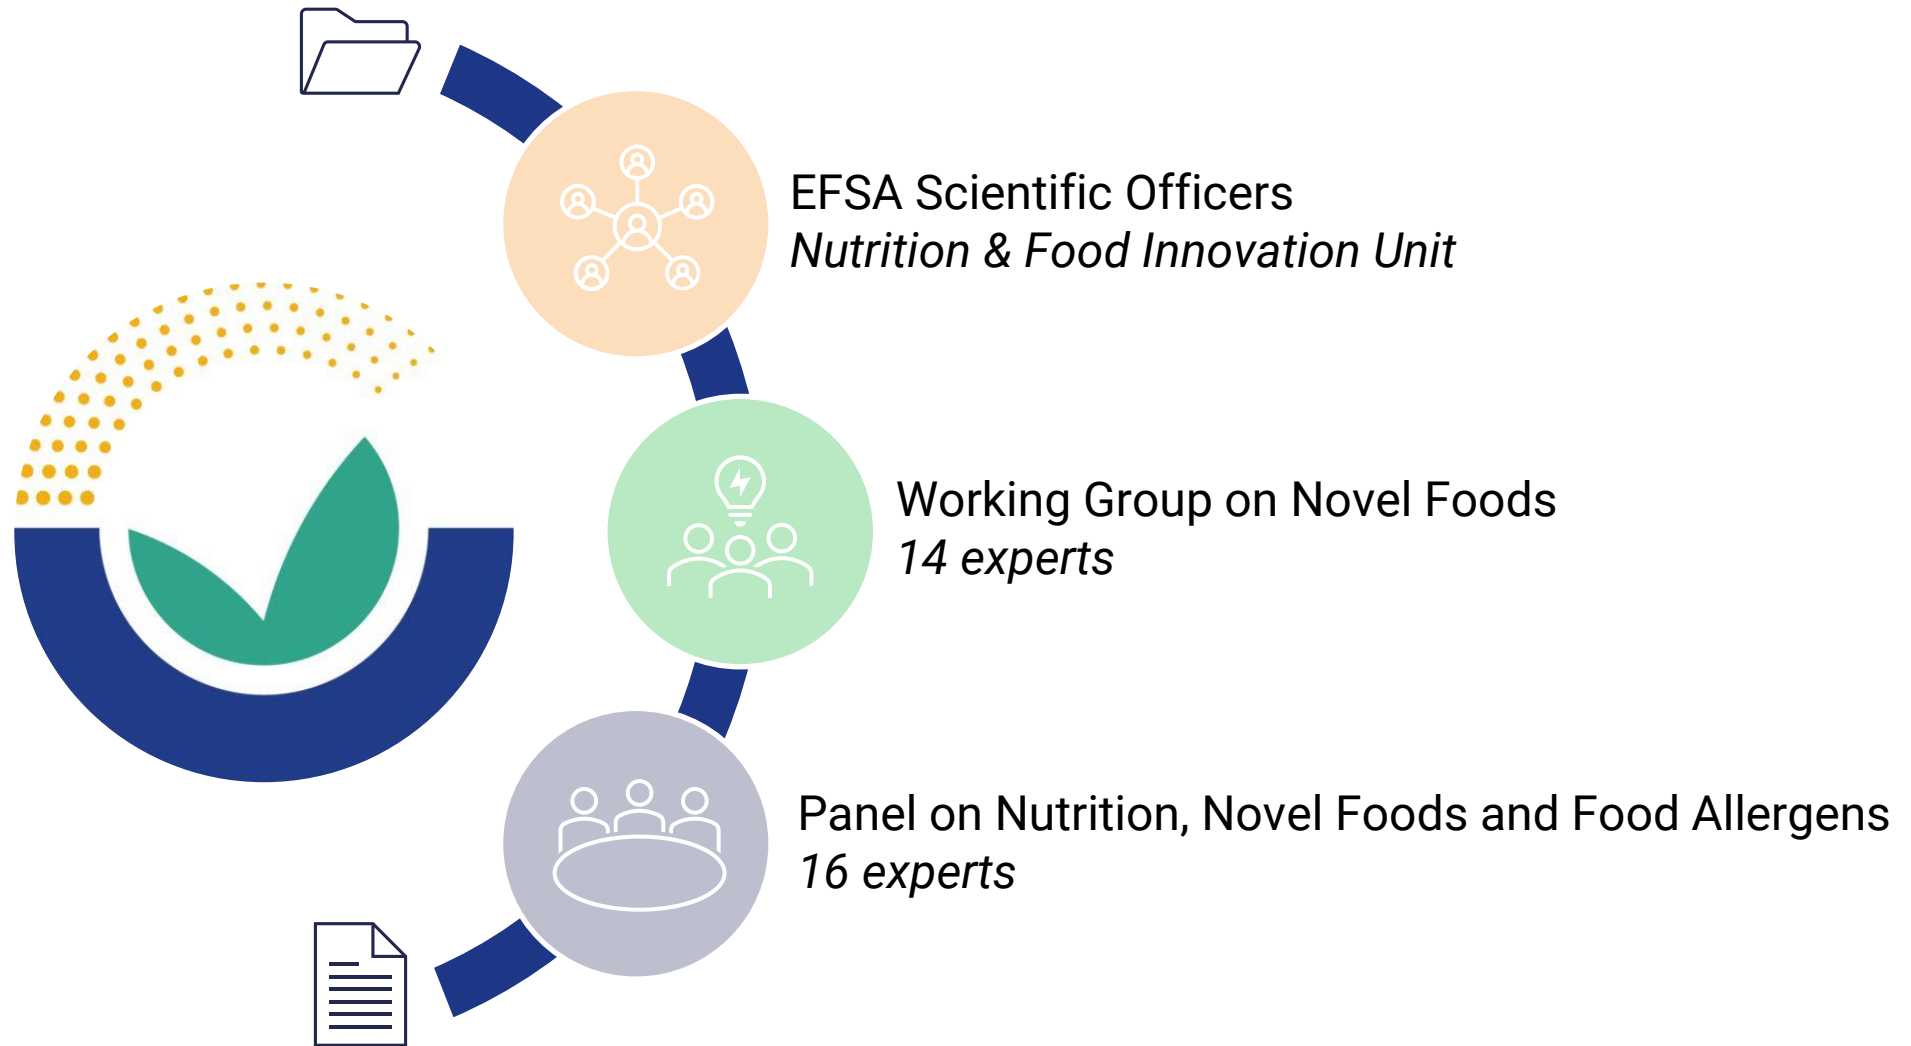 EFSA Scientific Officers
Nutrition & Food Innovation Unit
Working Group on Novel Foods
14 experts
Panel on Nutrition, Novel Foods and Food Allergens
16 experts